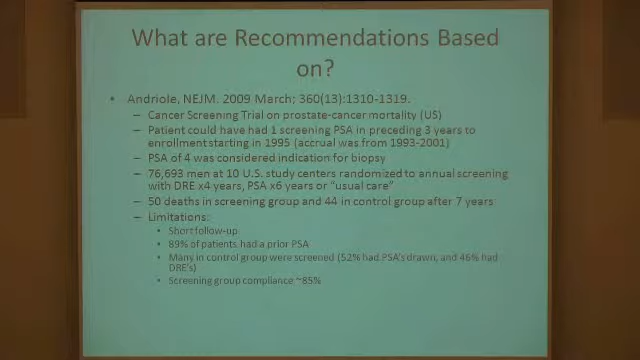 What are Recommendations Based
on?
• Andriole, NEJM. 2009 March; 360(13):1310-1319.
– Cancer Screening Trial on prostate-cancer mortality (US)
– Patient could have had 1 screening PSA in preceding 3 years to
enrollment starting in 1995 (accrual was from 1993-2001)
– PSA of 4 was considered indication for biopsy
– 76,693 men at 10 U.S. study centers randomized to annual screening
with DRE x4 years, PSA x6 years or “usual care”
– 50 deaths in screening group and 44 in control group after 7 years
– Limitations:
• Short follow-up
• 89% of patients had a prior PSA
• Many in control group were screened (52% had PSA's drawn, and 46% had
DRE's)
• Screening group compliance ~85%